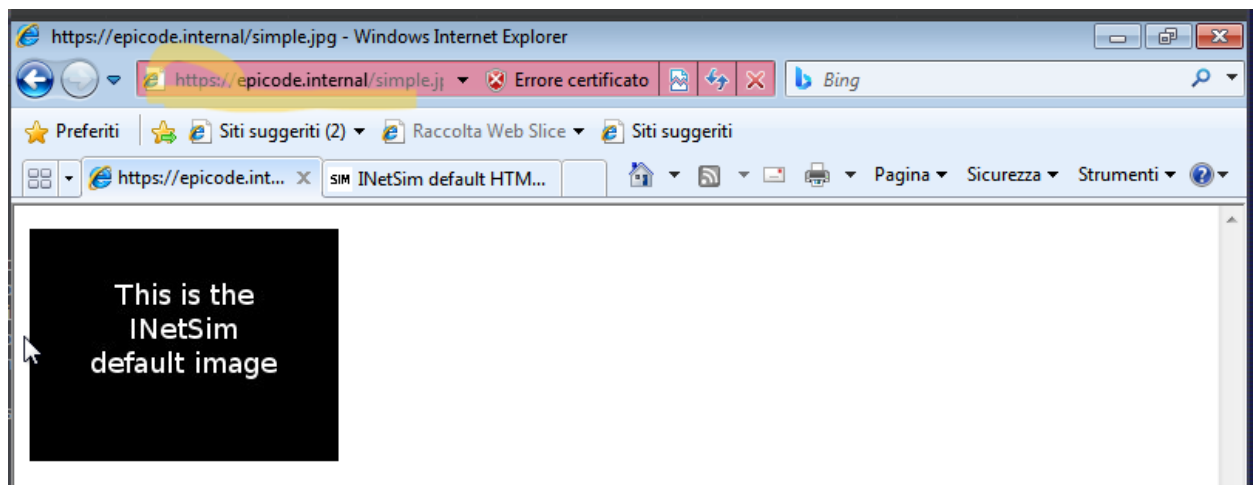 https://epicode.internal/simple.jpg - Windows Internet Explorer
https://epicode.internal/simple.j Errore certificato Bing
Preferiti Siti suggeriti (2) Raccolta Web Slice Siti suggeriti
https://epicode.int... SIM INetSim default HTM... Pagina Sicurezza Strumenti
This is the
INetSim
default image